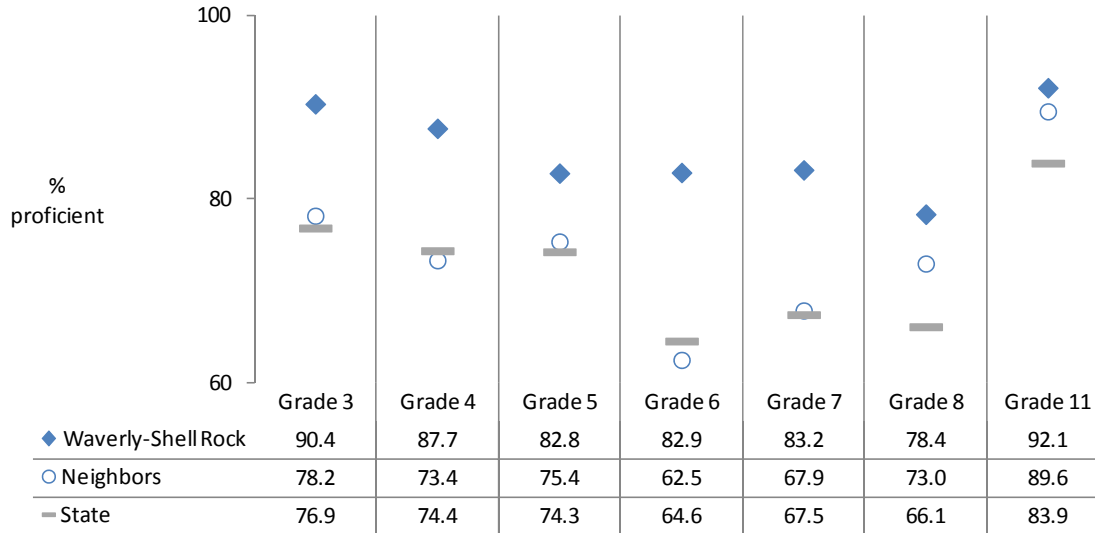 100
%
proficient
80
60
Grade 3 Grade 4 Grade 5 Grade 6 Grade 7 Grade 8 Grade 11
Waverly-Shell Rock 90.4 87.7 82.8 82.9 83.2 78.4 92.1
Neighbors 78.2 73.4 75.4 62.5 67.9 73.0 89.6
State 76.9 74.4 74.3 64.6 67.5 66.1 83.9